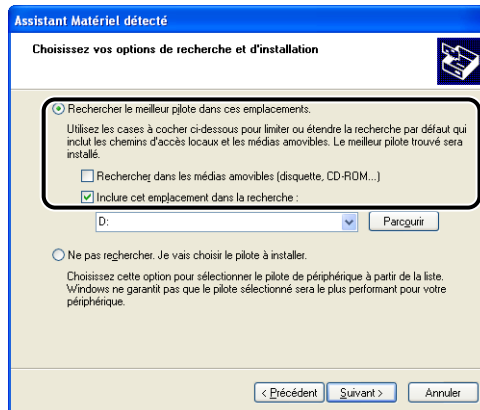 Assistant Matériel détecté
Choisissez vos options de recherche et d'installation
Rechercher le meilleur pilote dans ces emplacements.
Utilisez les cases à cocher ci-dessous pour limiter ou étendre la recherche par défaut qui
inclut les chemins d'accès locaux et les médias amovibles. Le meilleur pilote trouvé sera
installé.
Rechercher dans les médias amovibles (disquette, CD-ROM...)
Inclure cet emplacement dans la recherche :
D:
Parcourir
Ne pas rechercher. Je vais choisir le pilote à installer.
Choisissez cette option pour sélectionner le pilote de périphérique à partir de la liste.
Windows ne garantit pas que le pilote sélectionné sera le plus performant pour votre
périphérique.
< Précédent Suivant > Annuler